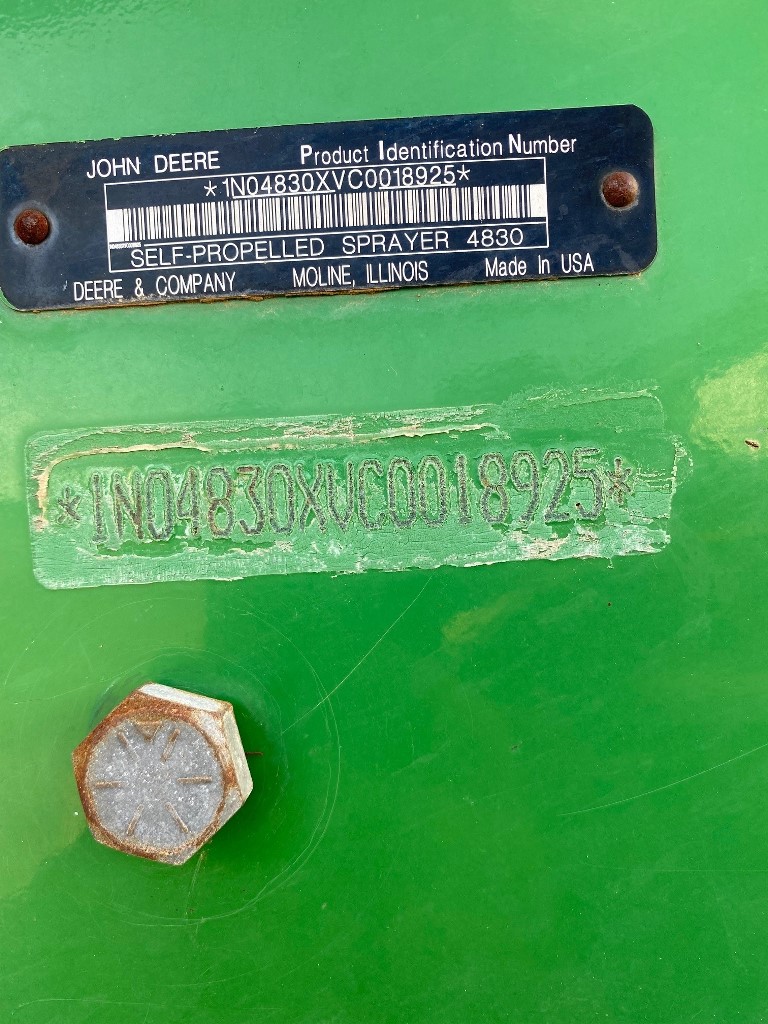 JOHN DEERE Product Identification Number
*1N04830XVC0018925*
SELF-PROPELLED SPRAYER 4830
DEERE & COMPANY MOLINE, ILLINOIS Made In USA
*1N04830XVC0018925*